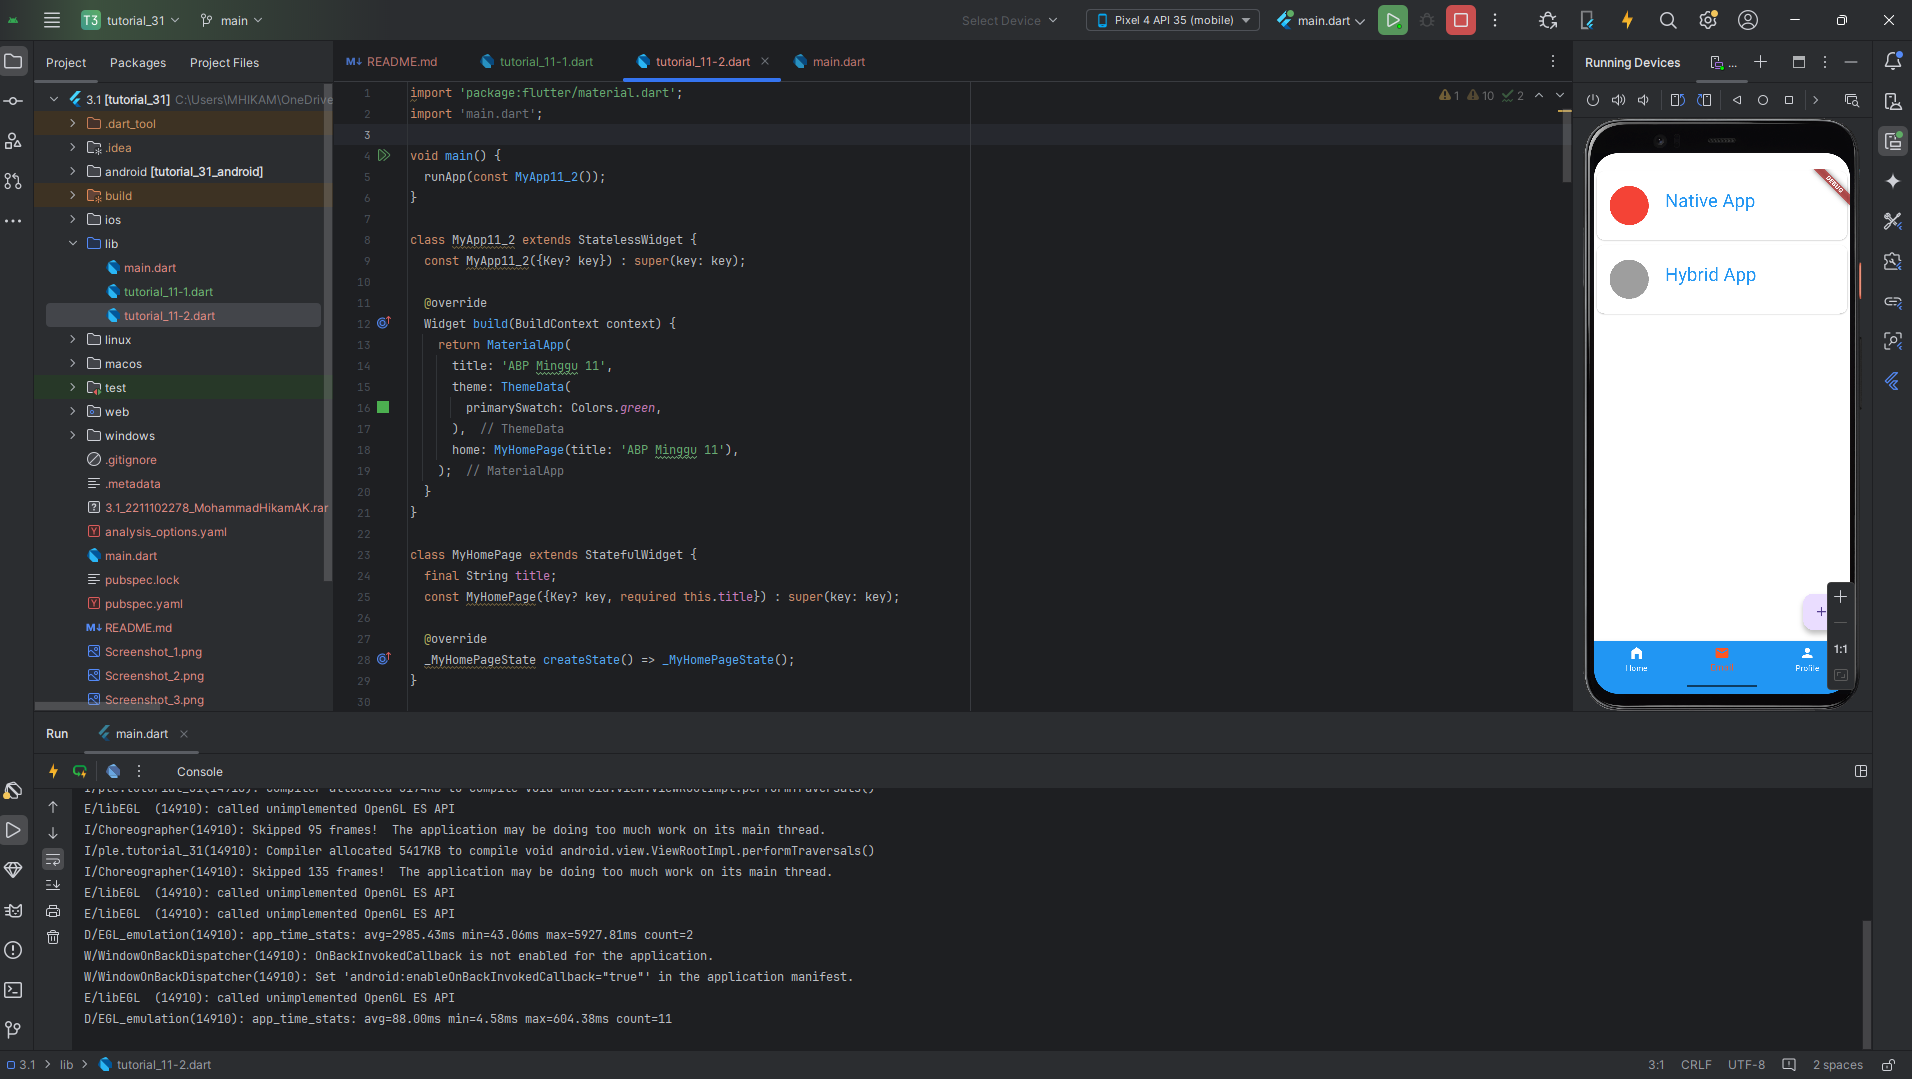 T3 tutorial_31 main
Select Device Pixel 4 API 35 (mobile) main.dart
Project Packages Project Files
README.md tutorial_11-1.dart tutorial_11-2.dart main.dart
Running Devices
3.1 [tutorial_31] C:\Users\MHIKAM\OneDrive
.dart_tool
.idea
android [tutorial_31_android]
build
ios
lib
main.dart
tutorial_11-1.dart
tutorial_11-2.dart
linux
macos
test
web
windows
.gitignore
.metadata
3.1_2211102278_MohammadHikamAK.rar
analysis_options.yaml
main.dart
pubspec.lock
pubspec.yaml
README.md
Screenshot_1.png
Screenshot_2.png
Screenshot_3.png
1 import 'package:flutter/material.dart';
2 import 'main.dart';
3
4 void main() {
5 runApp(const MyApp11_2());
6 }
7
8 class MyApp11_2 extends StatelessWidget {
9 const MyApp11_2({Key? key}) : super(key: key);
10
11 @override
12 Widget build(BuildContext context) {
13 return MaterialApp(
14 title: 'ABP Minggu 11',
15 theme: ThemeData(
16 primarySwatch: Colors.green,
17 ), // ThemeData
18 home: MyHomePage(title: 'ABP Minggu 11'),
19 ); // MaterialApp
20 }
21 }
22
23 class MyHomePage extends StatefulWidget {
24 final String title;
25 const MyHomePage({Key? key, required this.title}) : super(key: key);
26
27 @override
28 _MyHomePageState createState() => _MyHomePageState();
29 }
30
1 10 2
DEBUG
Native App
Hybrid App
1:1
Home Profile
Run main.dart
Console
I/ple.tutorial_31(14910): Compiler allocated 5174KB to compile void android.view.ViewRootImpl.performTraversals()
E/libEGL (14910): called unimplemented OpenGL ES API
I/Choreographer(14910): Skipped 95 frames! The application may be doing too much work on its main thread.
I/ple.tutorial_31(14910): Compiler allocated 5417KB to compile void android.view.ViewRootImpl.performTraversals()
I/Choreographer(14910): Skipped 135 frames! The application may be doing too much work on its main thread.
E/libEGL (14910): called unimplemented OpenGL ES API
E/libEGL (14910): called unimplemented OpenGL ES API
D/EGL_emulation(14910): app_time_stats: avg=2985.43ms min=43.06ms max=5927.81ms count=2
W/WindowOnBackDispatcher(14910): OnBackInvokedCallback is not enabled for the application.
W/WindowOnBackDispatcher(14910): Set 'android:enableOnBackInvokedCallback="true"' in the application manifest.
E/libEGL (14910): called unimplemented OpenGL ES API
D/EGL_emulation(14910): app_time_stats: avg=88.00ms min=4.58ms max=604.38ms count=11
3.1 lib tutorial_11-2.dart
3:1 CRLF UTF-8 2 spaces